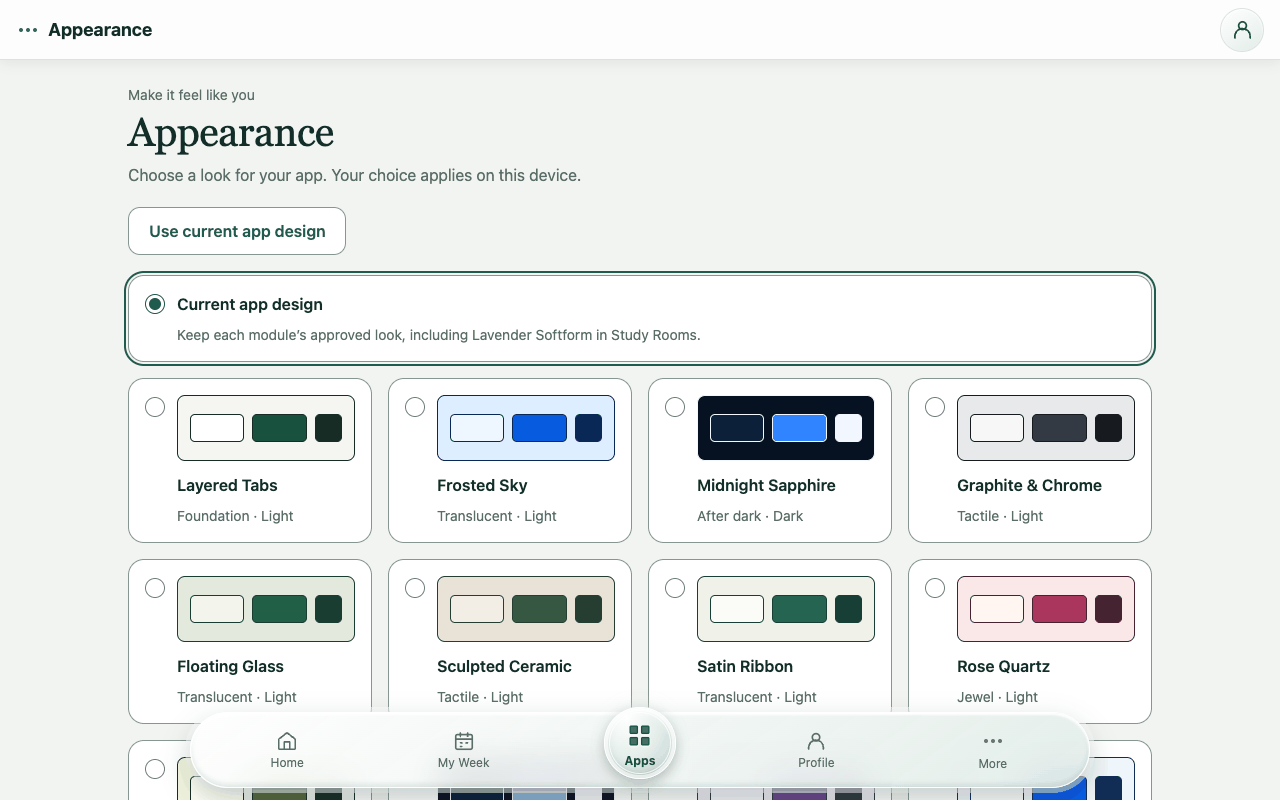 Appearance
Make it feel like you
Appearance
Choose a look for your app. Your choice applies on this device.
Use current app design
Current app design
Keep each module’s approved look, including Lavender Softform in Study Rooms.
Layered Tabs
Foundation · Light
Frosted Sky
Translucent · Light
Midnight Sapphire
After dark · Dark
Graphite & Chrome
Tactile · Light
Floating Glass
Translucent · Light
Sculpted Ceramic
Tactile · Light
Satin Ribbon
Translucent · Light
Rose Quartz
Jewel · Light
Home
My Week
Apps
Profile
More